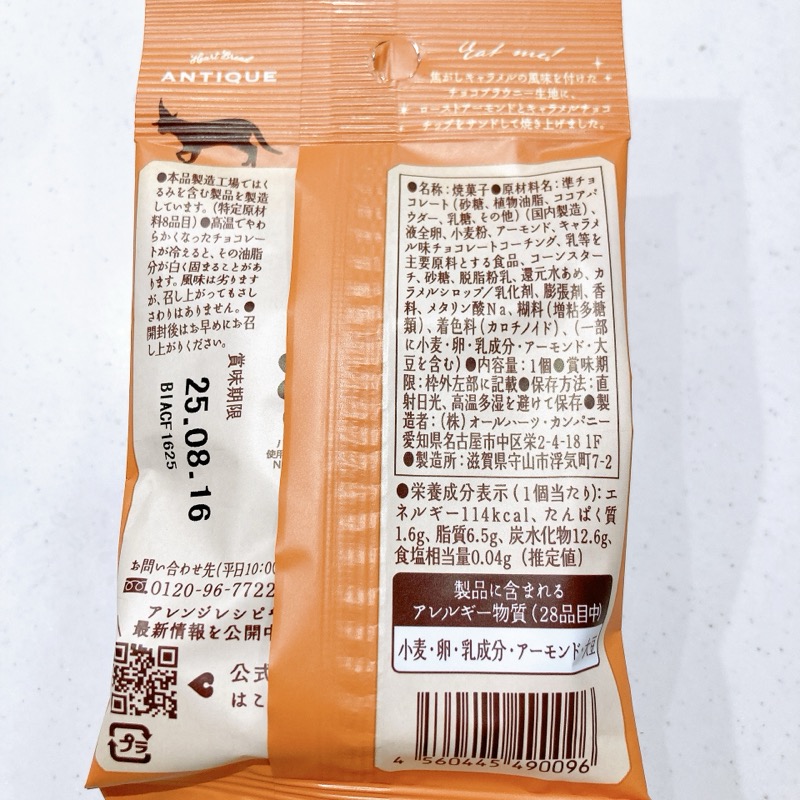 Heart Bread
ANTIQUE
Eat me!
焦がしキャラメルの風味を付けた
チョコブラウニー生地に、
ローストアーモンドとキャラメルチョコ
チップをサンドして焼き上げました。
●本品製造工場ではく
るみを含む製品を製造
しています。(特定原材
料8品目)●高温でやわ
らかくなったチョコレー
トが冷えると、その油脂
分が白く固まることがあ
ります。風味は劣ります
が、召し上がってもさし
さわりはありません。●
開封後はお早めにお召
し上がりください。
賞味期限
25.08.16
BIACF1625
使用
お問い合わせ先(平日10:00
0120-96-7722
アレンジレシピや
最新情報を公開中
公式
はこ
プラ
●名称:焼菓子●原材料名:準チョ
コレート(砂糖、植物油脂、ココアパ
ウダー、乳糖、その他)(国内製造)、
液全卵、小麦粉、アーモンド、キャラメ
ル味チョコレートコーチング、乳等を
主要原料とする食品、コーンスター
チ、砂糖、脱脂粉乳、還元水あめ、カ
ラメルシロップ/乳化剤、膨張剤、香
料、メタリン酸Na、糊料(増粘多糖
類)、着色料(カロチノイド)、(一部
に小麦・卵・乳成分・アーモンド・大
豆を含む)●内容量:1個●賞味期
限:枠外左部に記載●保存方法:直
射日光、高温多湿を避けて保存●製
造者:(株)オールハーツ・カンパニー
愛知県名古屋市中区栄2-4-18 1F
●製造所:滋賀県守山市浮気町7-2
●栄養成分表示(1個当たり):エ
ネルギー114kcal、たんぱく質
1.6g、脂質6.5g、炭水化物12.6g、
食塩相当量0.04g(推定値)
製品に含まれる
アレルギー物質(28品目中)
小麦・卵・乳成分・アーモンド・大豆
4 560445 490096